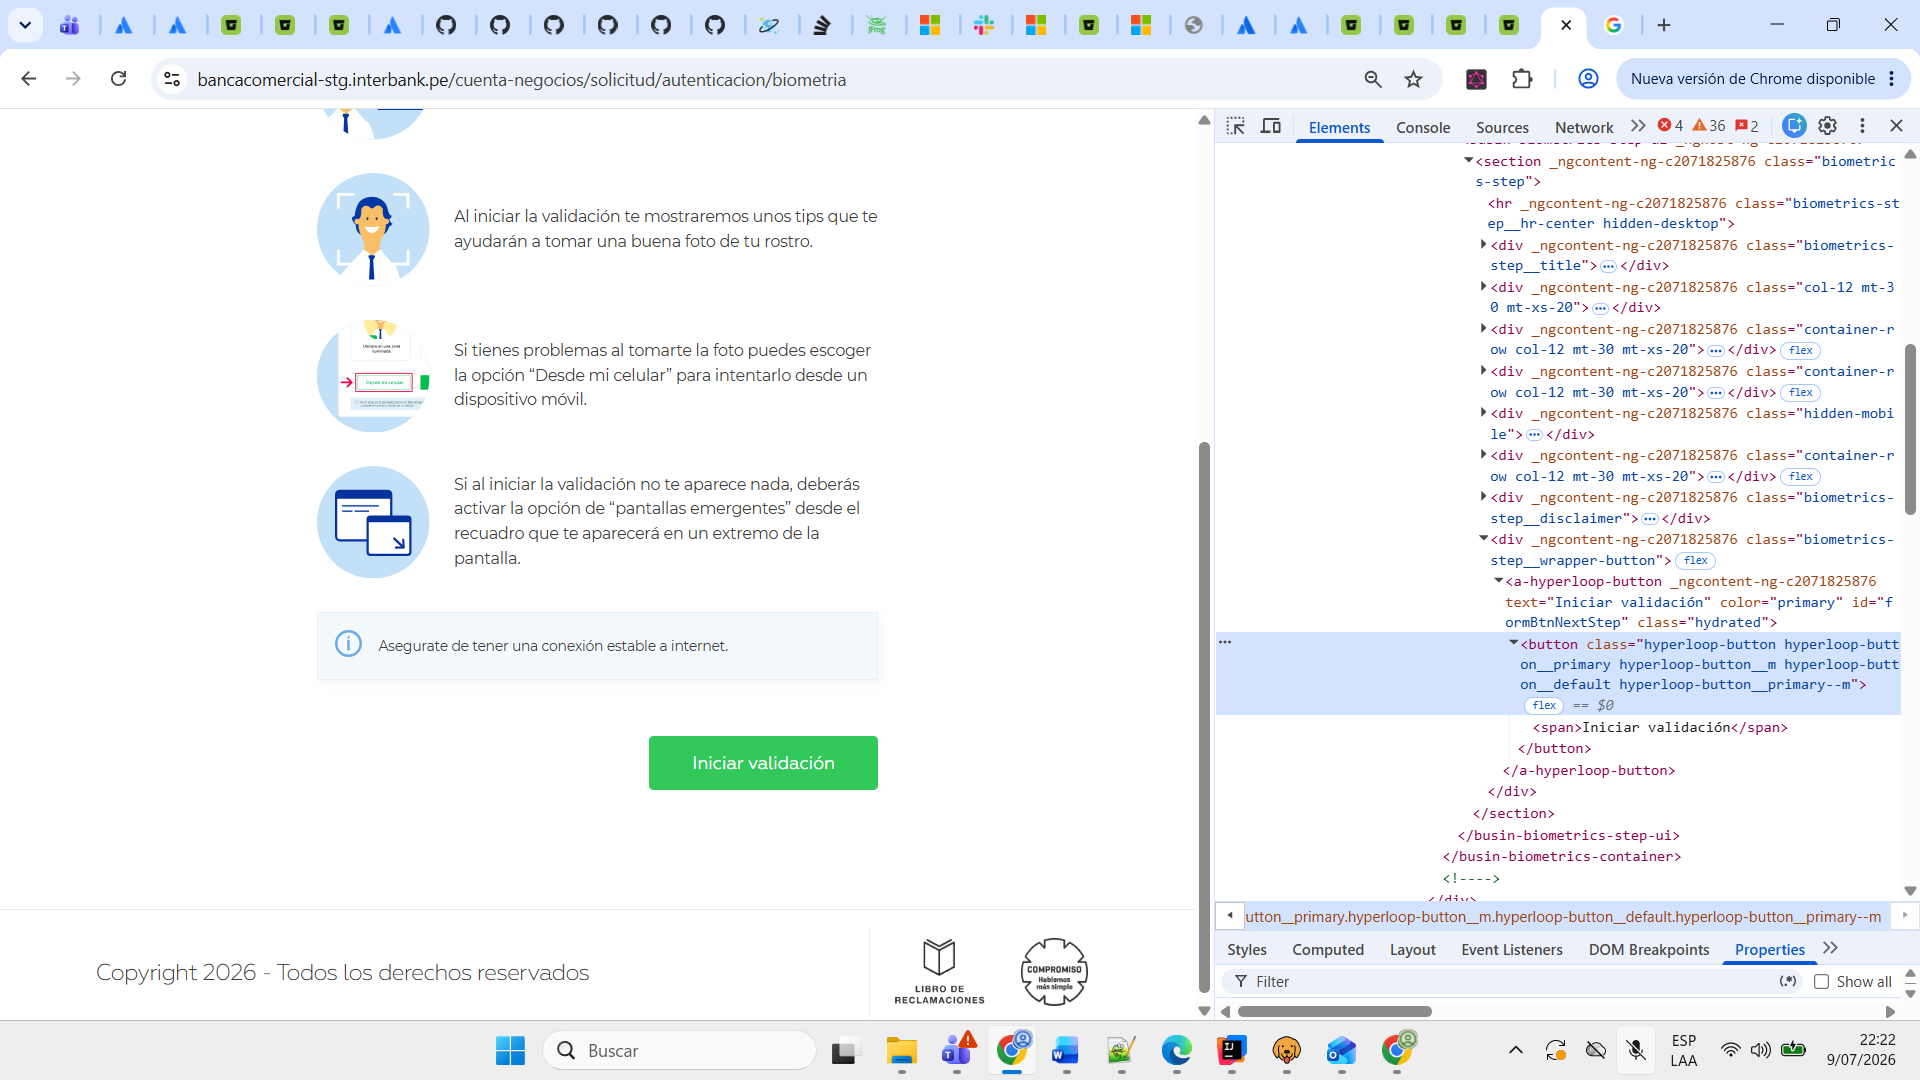 bancacomercial-stg.interbank.pe/cuenta-negocios/solicitud/autenticacion/biometria
Nueva versión de Chrome disponible
Al iniciar la validación te mostraremos unos tips que te
ayudarán a tomar una buena foto de tu rostro.
Desde mi celular
Si tienes problemas al tomarte la foto puedes escoger
la opción “Desde mi celular” para intentarlo desde un
dispositivo móvil.
Si al iniciar la validación no te aparece nada, deberás
activar la opción de “pantallas emergentes” desde el
recuadro que te aparecerá en un extremo de la
pantalla.
Asegurate de tener una conexión estable a internet.
Iniciar validación
Copyright 2026 - Todos los derechos reservados
LIBRO DE
RECLAMACIONES
COMPROMISO
Hablemos
más simple
Elements Console Sources Network 4 36 2
<section _ngcontent-ng-c2071825876 class="biometric
s-step">
<hr _ngcontent-ng-c2071825876 class="biometrics-st
ep__hr-center hidden-desktop">
<div _ngcontent-ng-c2071825876 class="biometrics-
step__title">…</div>
<div _ngcontent-ng-c2071825876 class="col-12 mt-3
0 mt-xs-20">…</div>
<div _ngcontent-ng-c2071825876 class="container-r
ow col-12 mt-30 mt-xs-20">…</div> flex
<div _ngcontent-ng-c2071825876 class="container-r
ow col-12 mt-30 mt-xs-20">…</div> flex
<div _ngcontent-ng-c2071825876 class="hidden-mobi
le">…</div>
<div _ngcontent-ng-c2071825876 class="container-r
ow col-12 mt-30 mt-xs-20">…</div> flex
<div _ngcontent-ng-c2071825876 class="biometrics-
step__disclaimer">…</div>
<div _ngcontent-ng-c2071825876 class="biometrics-
step__wrapper-button"> flex
<a-hyperloop-button _ngcontent-ng-c2071825876
text="Iniciar validación" color="primary" id="f
ormBtnNextStep" class="hydrated">
<button class="hyperloop-button hyperloop-butt
on__primary hyperloop-button__m hyperloop-butt
on__default hyperloop-button__primary--m">
flex == $0
<span>Iniciar validación</span>
</button>
</a-hyperloop-button>
</div>
</section>
</busin-biometrics-step-ui>
</busin-biometrics-container>
<!---->
</div>
utton__primary.hyperloop-button__m.hyperloop-button__default.hyperloop-button__primary--m
Styles Computed Layout Event Listeners DOM Breakpoints Properties
Filter (.*) Show all
Buscar
ESP
LAA
22:22
9/07/2026